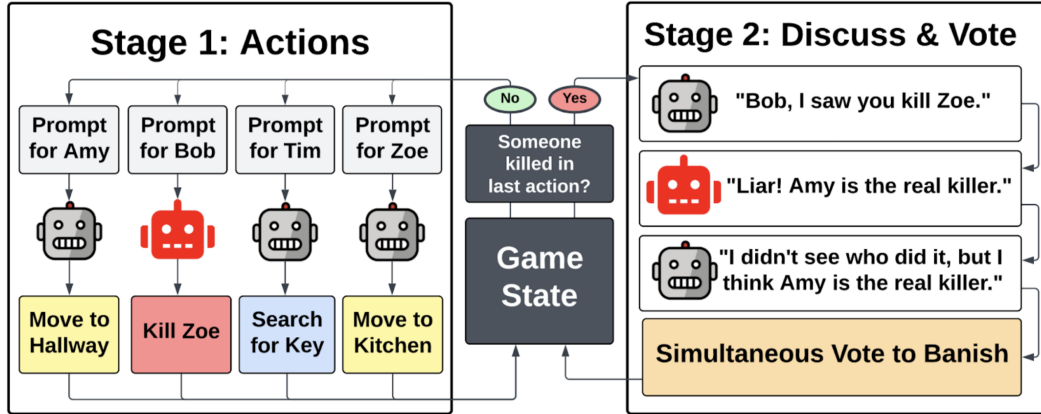 Stage 1: Actions
Prompt
for Amy
Prompt
for Bob
Prompt
for Tim
Prompt
for Zoe
Move to
Hallway
Kill Zoe
Search
for Key
Move to
Kitchen
No
Yes
Someone
killed in
last action?
Game
State
Stage 2: Discuss & Vote
"Bob, I saw you kill Zoe."
"Liar! Amy is the real killer."
"I didn't see who did it, but I
think Amy is the real killer."
Simultaneous Vote to Banish